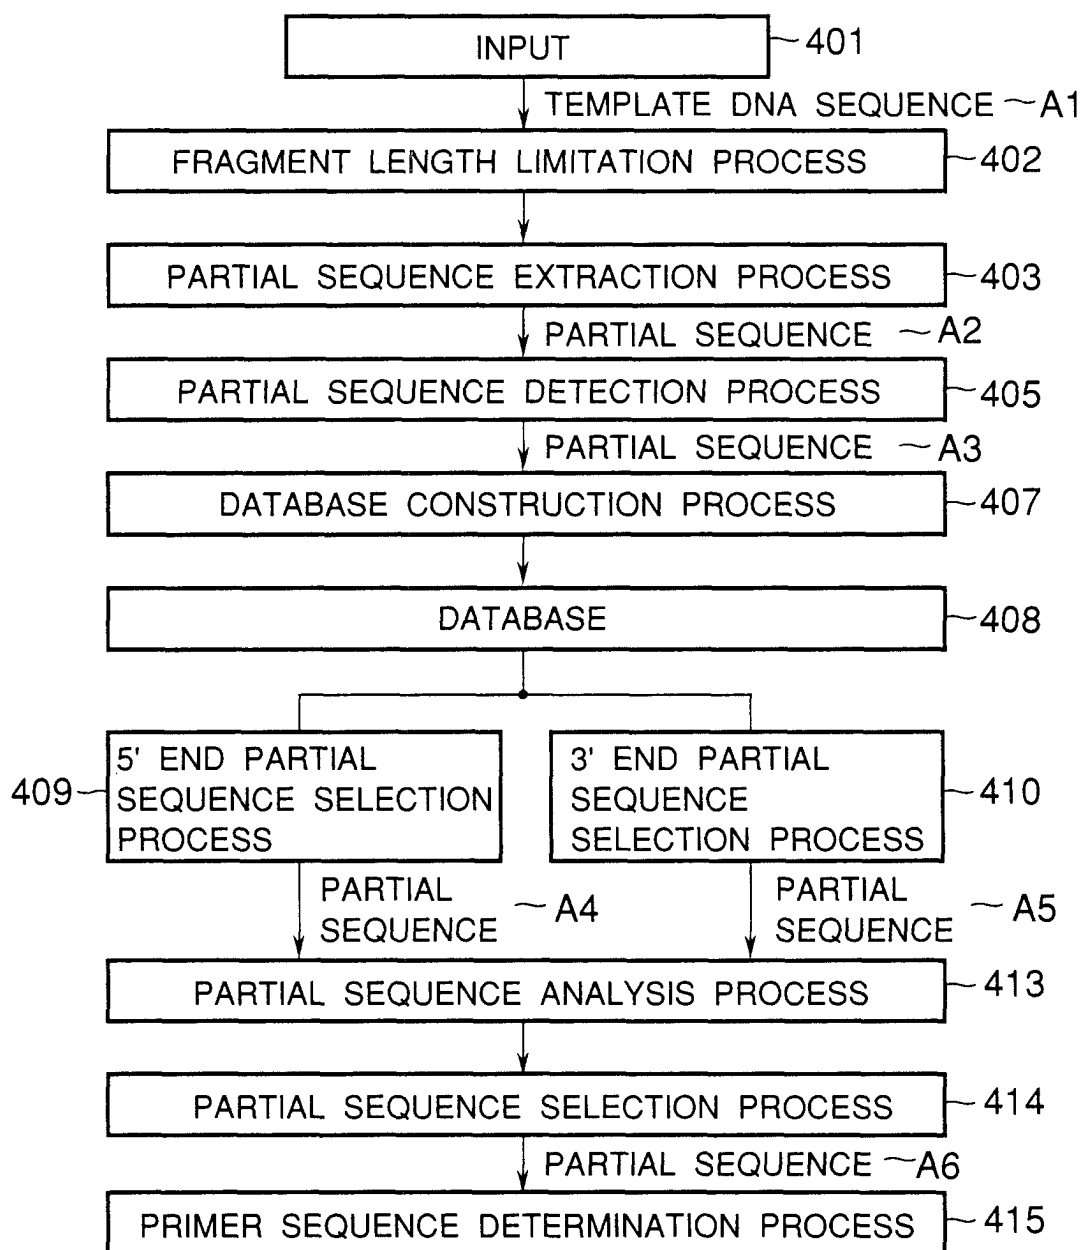 INPUT 401
TEMPLATE DNA SEQUENCE A1
FRAGMENT LENGTH LIMITATION PROCESS 402
PARTIAL SEQUENCE EXTRACTION PROCESS 403
PARTIAL SEQUENCE A2
PARTIAL SEQUENCE DETECTION PROCESS 405
PARTIAL SEQUENCE A3
DATABASE CONSTRUCTION PROCESS 407
DATABASE 408
409
5' END PARTIAL
SEQUENCE SELECTION
PROCESS
3' END PARTIAL
SEQUENCE
SELECTION PROCESS
410
PARTIAL
SEQUENCE
A4
PARTIAL
SEQUENCE
A5
PARTIAL SEQUENCE ANALYSIS PROCESS 413
PARTIAL SEQUENCE SELECTION PROCESS 414
PARTIAL SEQUENCE A6
PRIMER SEQUENCE DETERMINATION PROCESS 415